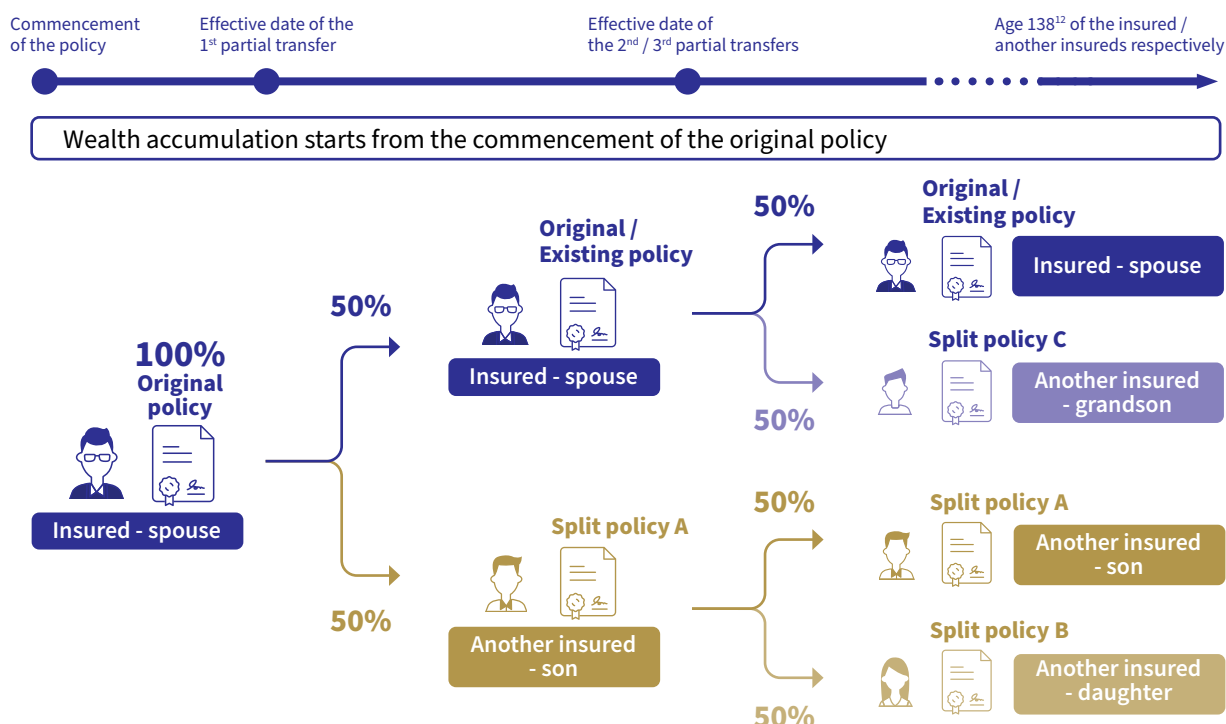 Commencement
of the policy
Effective date of the
1st partial transfer
Effective date of
the 2nd / 3rd partial transfers
Age 138¹² of the insured /
another insureds respectively
Wealth accumulation starts from the commencement of the original policy
100%
Original
policy
Insured - spouse
50%
50%
Original /
Existing policy
Insured - spouse
Split policy A
Another insured
- son
50%
50%
Original /
Existing policy
Insured - spouse
Split policy C
Another insured
- grandson
50%
50%
Split policy A
Another insured
- son
Split policy B
Another insured
- daughter